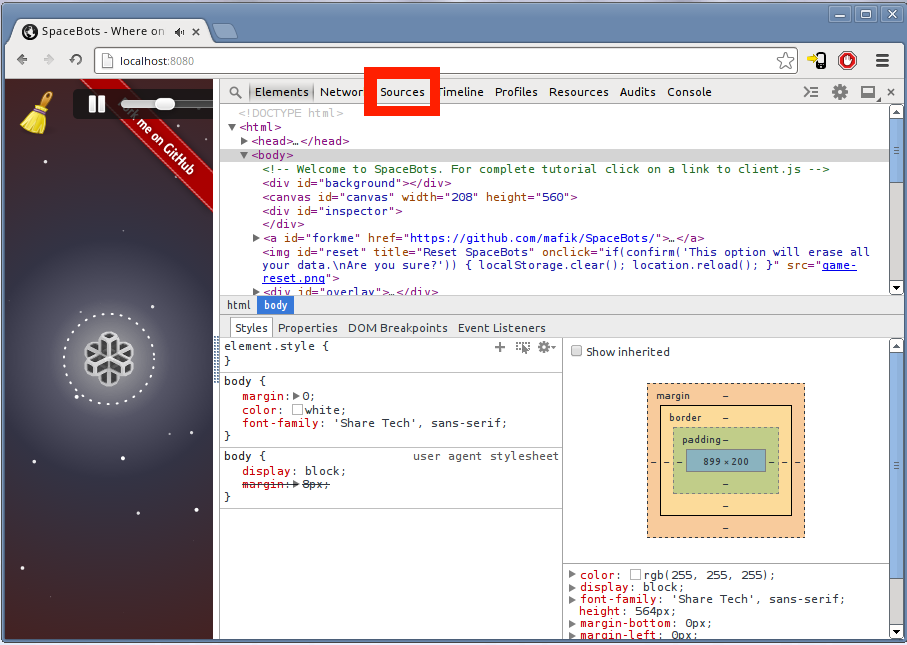 SpaceBots - Where on
localhost:8080
Fork me on GitHub
Elements Networ Sources Timeline Profiles Resources Audits Console
<!DOCTYPE html>
<html>
<head>…</head>
<body>
<!-- Welcome to SpaceBots. For complete tutorial click on a link to client.js -->
<div id="background"></div>
<canvas id="canvas" width="208" height="560">
<div id="inspector">
</div>
<a id="forkme" href="https://github.com/mafik/SpaceBots/">…</a>
<img id="reset" title="Reset SpaceBots" onclick="if(confirm('This option will erase all
your data.\nAre you sure?')) { localStorage.clear(); location.reload(); }" src="game-
reset.png">
<div id="overlay">…</div>
html body
Styles Properties DOM Breakpoints Event Listeners
element.style {
}
body {
margin: 0;
color: white;
font-family: 'Share Tech', sans-serif;
}
body { user agent stylesheet
display: block;
margin: 8px;
}
Show inherited
margin –
border –
padding –
– – – 899 × 200 – – –
–
–
–
color: rgb(255, 255, 255);
display: block;
font-family: 'Share Tech', sans-serif;
height: 564px;
margin-bottom: 0px;
margin-left: 0px;